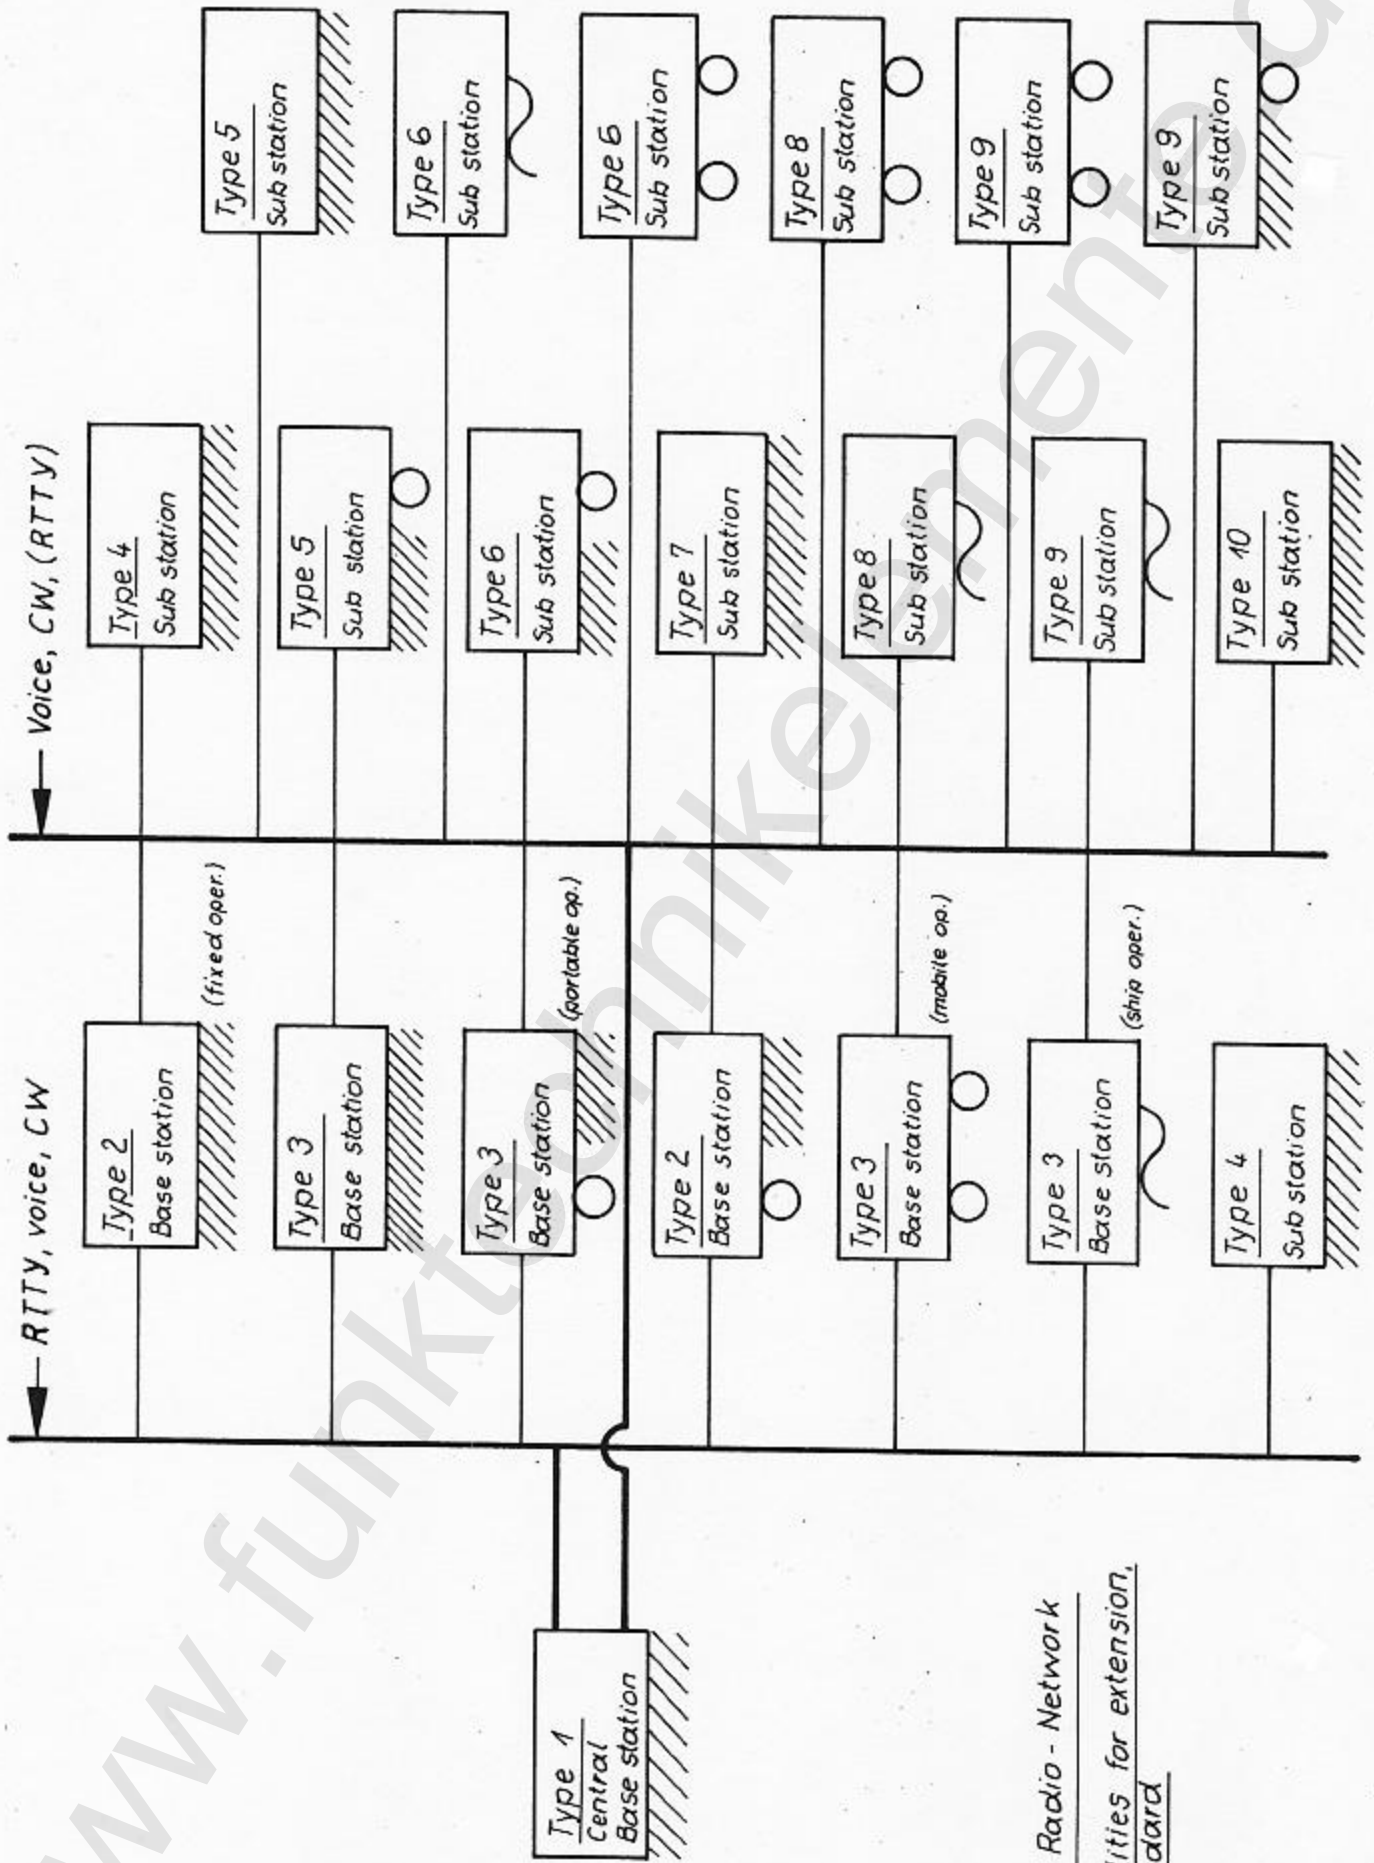 RTTY, voice, CW
Voice, CW, (RTTY)
Type 1
Central
Base station
Type 2
Base station
(fixed oper.)
Type 3
Base station
Type 3
Base station
(portable op.)
Type 2
Base station
Type 3
Base station
(mobile op.)
Type 3
Base station
(ship oper.)
Type 4
Sub station
Type 4
Sub station
Type 5
Sub station
Type 6
Sub station
Type 7
Sub station
Type 8
Sub station
Type 9
Sub station
Type 10
Sub station
Type 5
Sub station
Type 6
Sub station
Type 6
Sub station
Type 8
Sub station
Type 9
Sub station
Type 9
Sub station
Radio - Network
lities for extension,
dard
www.funktechnikelemente.d